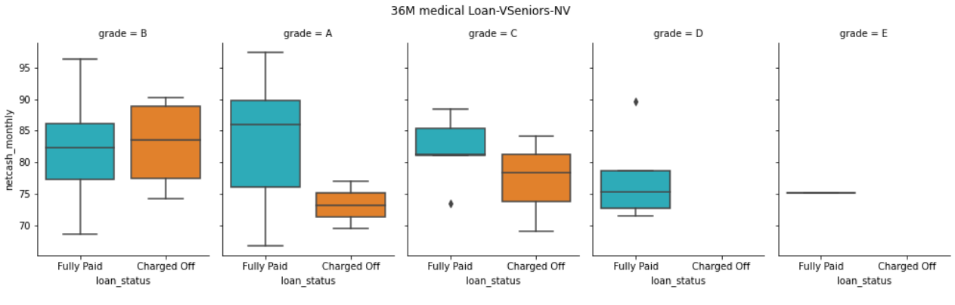 36M medical Loan-VSeniors-NV
grade = B
grade = A
grade = C
grade = D
grade = E
netcash_monthly
95
90
85
80
75
70
Fully Paid Charged Off
loan_status
Fully Paid Charged Off
loan_status
Fully Paid Charged Off
loan_status
Fully Paid Charged Off
loan_status
Fully Paid Charged Off
loan_status